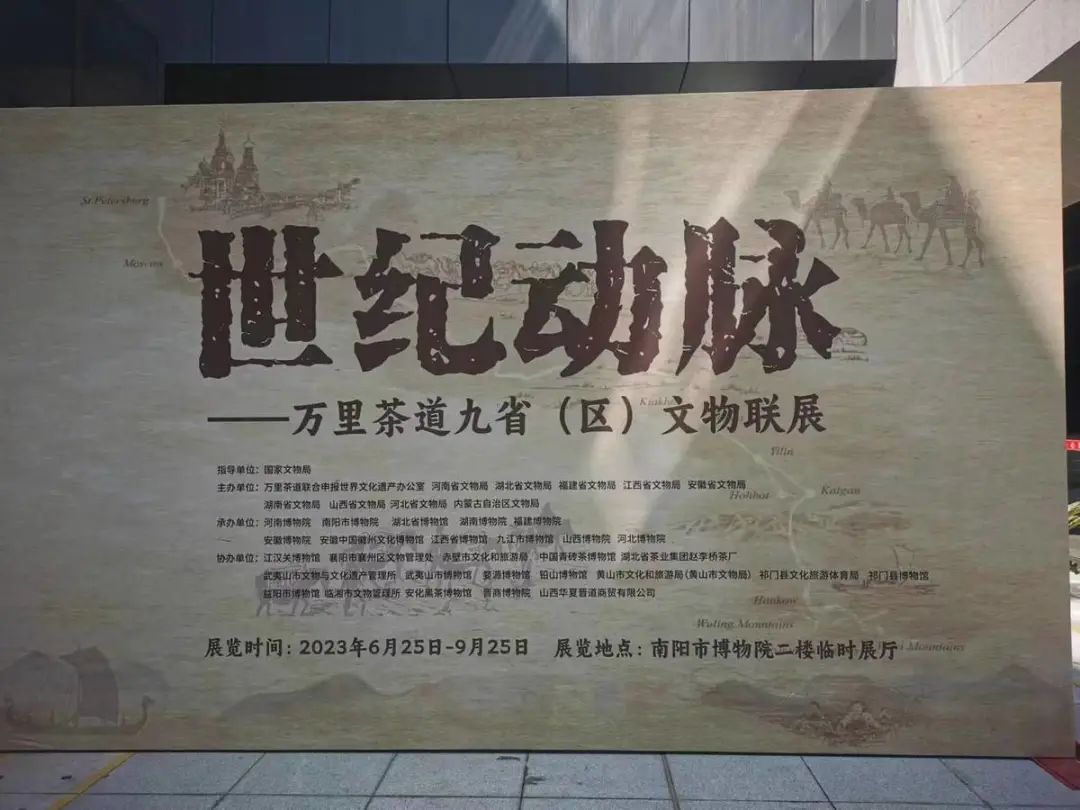 St.Petersburg
Moscow
世纪动脉
Kiakhta
——万里茶道九省（区）文物联展
Yilin
Hohhot
Kalgan
指导单位：国家文物局
主办单位：万里茶道联合申报世界文化遗产办公室 河南省文物局 湖北省文物局 福建省文物局 江西省文物局 安徽省文物局
湖南省文物局 山西省文物局 河北省文物局 内蒙古自治区文物局
承办单位：河南博物院 南阳市博物院 湖北省博物馆 湖南博物院 福建博物院
安徽博物院 安徽中国徽州文化博物馆 江西省博物馆 九江市博物馆 山西博物院 河北博物院
协办单位：江汉关博物馆 襄阳市襄州区文物管理处 赤壁市文化和旅游局 中国青砖茶博物馆 湖北省茶业集团赵李桥茶厂
武夷山市文物与文化遗产管理所 武夷山市博物馆 婺源博物馆 铅山博物馆 黄山市文化和旅游局(黄山市文物局) 祁门县文化旅游体育局 祁门县博物馆
益阳市博物馆 临湘市文物管理所 安化黑茶博物馆 晋商博物院 山西华夏晋道商贸有限公司
Hankow
Wuling Mountains
展览时间：2023年6月25日-9月25日 展览地点：南阳市博物院二楼临时展厅
Mountains